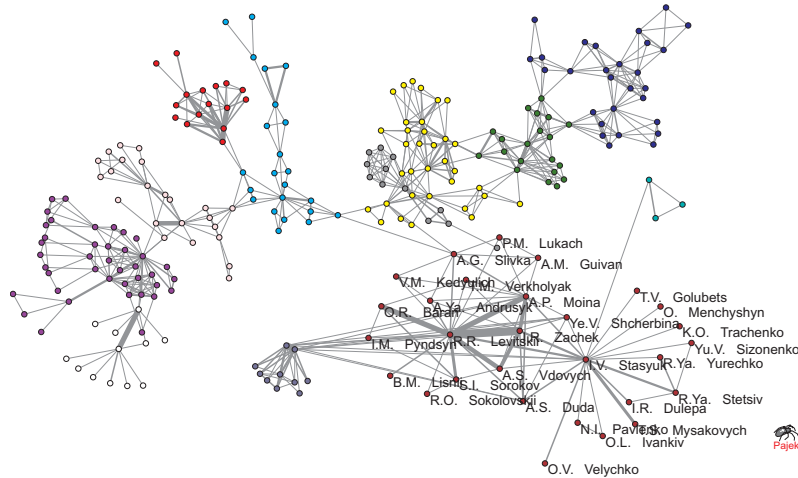 P.M. Lukach
A.G. Slivka
A.M. Guivan
V.M. Kedyulich
T.M. Verkholyak
T.V. Golubets
A.Ya. Andrusyk
A.P. Moina
O.R. Baran
O. Menchyshyn
Ye.V. Shcherbina
K.O. Trachenko
I.M. Pyndsyn
R.R. Levitskii
I.R. Zachek
Yu.V. Sizonenko
I.V. Stasyuk
R.Ya. Yurechko
B.M. Lisnii
S.I. Sorokov
A.S. Vdovych
R.O. Sokolovskii
R.Ya. Stetsiv
A.S. Duda
I.R. Dulepa
N.I. Pavlenko
T.S. Mysakovych
O.L. Ivankiv
O.V. Velychko
Pajek